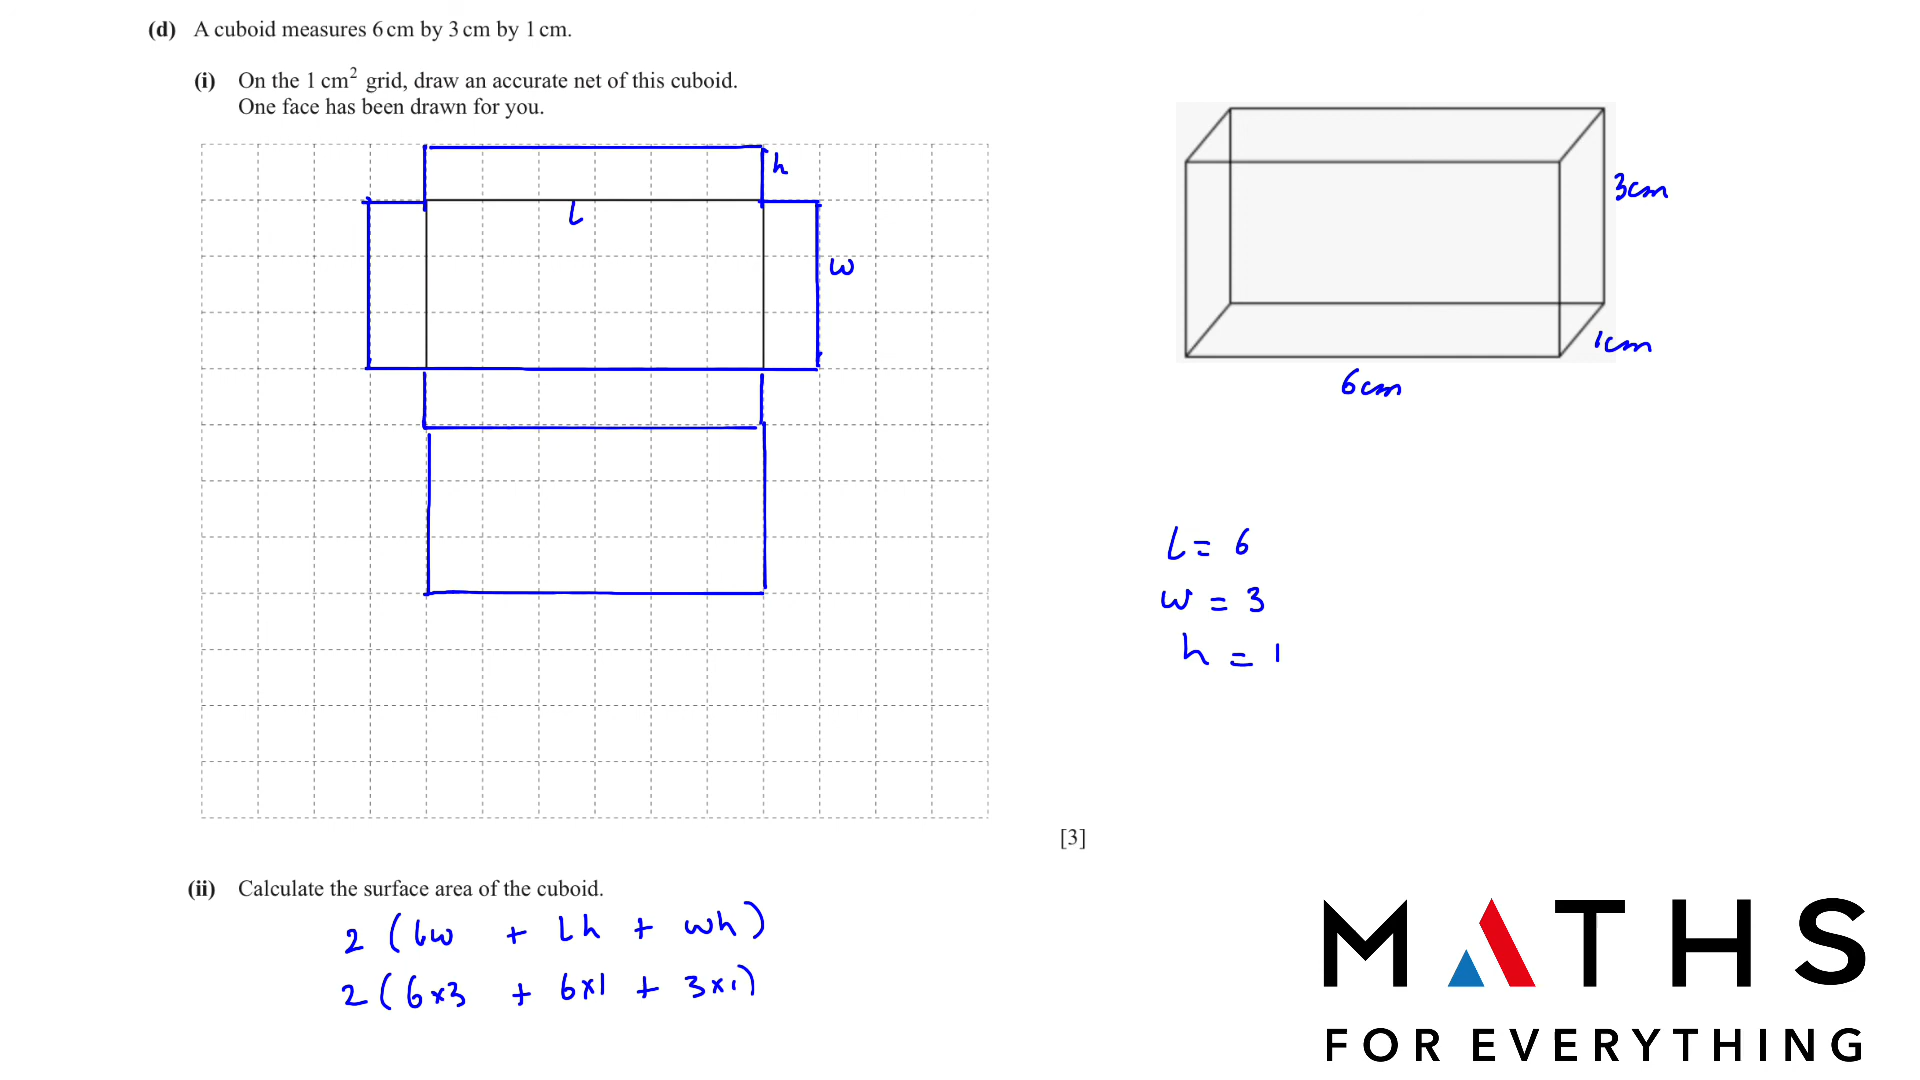 (d) A cuboid measures 6 cm by 3 cm by 1 cm.
(i) On the 1 cm² grid, draw an accurate net of this cuboid.
One face has been drawn for you.
h
L
w
3cm
1cm
6cm
L = 6
w = 3
h = 1
[3]
(ii) Calculate the surface area of the cuboid.
2 (lw + Lh + wh)
2 (6×3 + 6×1 + 3×1)
MATHS
FOR EVERYTHING